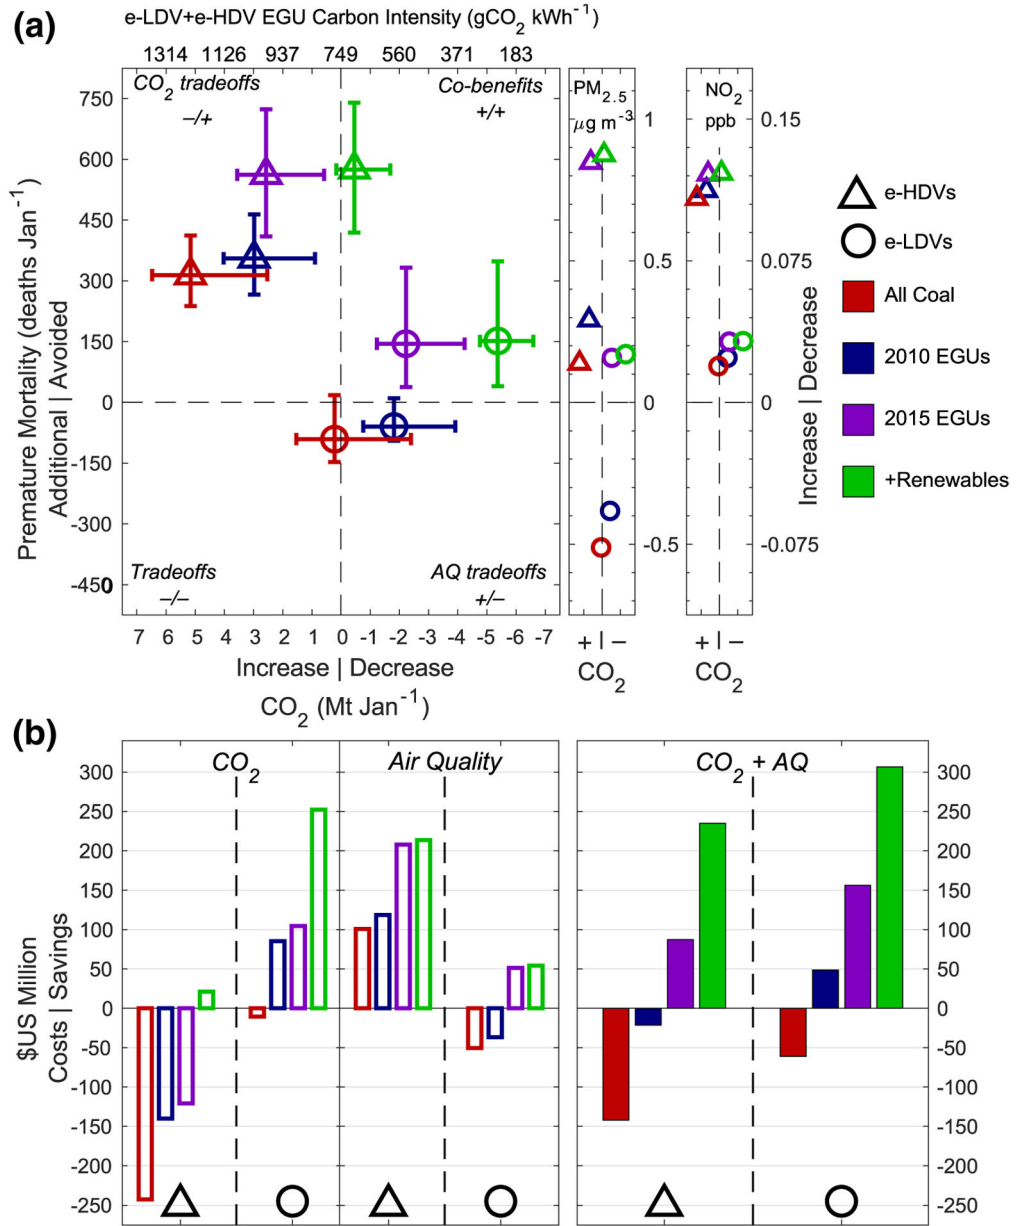 (a)
e-LDV+e-HDV EGU Carbon Intensity (gCO2 kWh-1)
1314 1126 937 749 560 371 183
CO2 tradeoffs
–/+
Co-benefits
+/+
PM2.5
μg m-3
NO2
ppb
750
600
450
300
150
0
-150
-300
-450
Premature Mortality (deaths Jan-1)
Additional | Avoided
Tradeoffs
–/–
AQ tradeoffs
+/–
7 6 5 4 3 2 1 0 -1 -2 -3 -4 -5 -6 -7
Increase | Decrease
CO2 (Mt Jan-1)
1
0.5
0
-0.5
+ | –
CO2
0.15
0.075
0
-0.075
+ | –
CO2
Increase | Decrease
e-HDVs
e-LDVs
All Coal
2010 EGUs
2015 EGUs
+Renewables
(b)
CO2
Air Quality
CO2 + AQ
300
250
200
150
100
50
0
-50
-100
-150
-200
-250
$US Million
Costs | Savings
300
250
200
150
100
50
0
-50
-100
-150
-200
-250